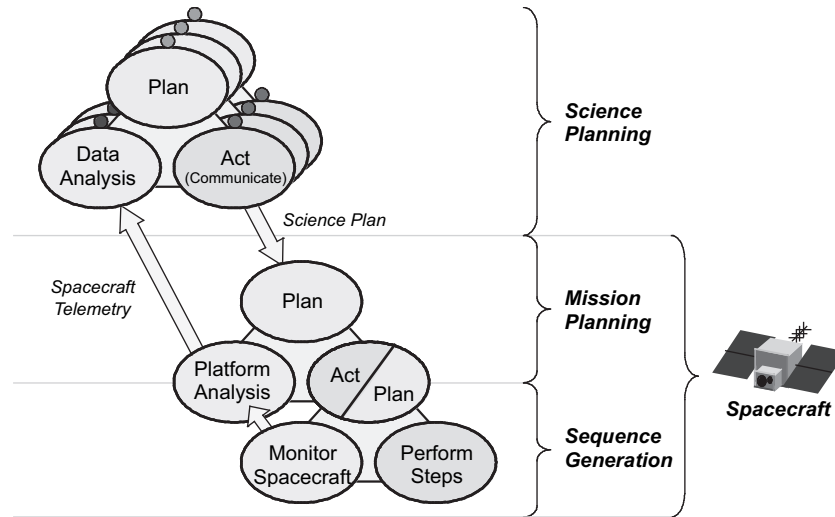 Plan
Data
Analysis
Act
(Communicate)
Science
Planning
Science Plan
Spacecraft
Telemetry
Plan
Mission
Planning
Platform
Analysis
Act
Plan
Spacecraft
Monitor
Spacecraft
Perform
Steps
Sequence
Generation